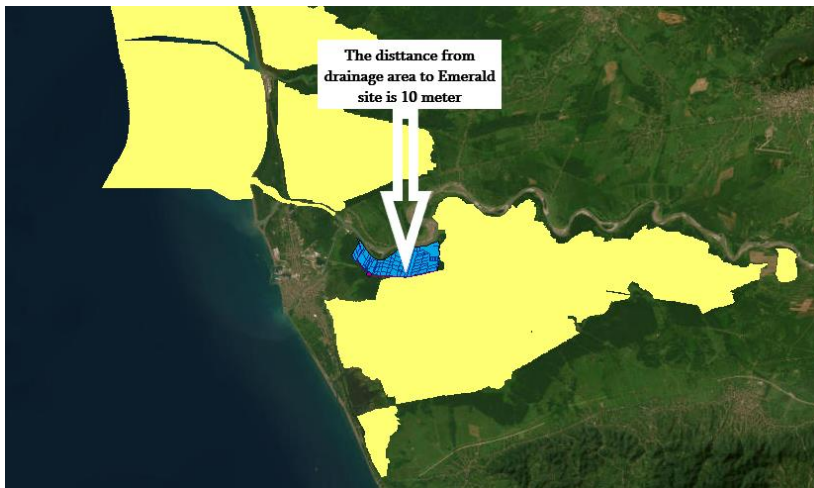 The disttance from
drainage area to Emerald
site is 10 meter